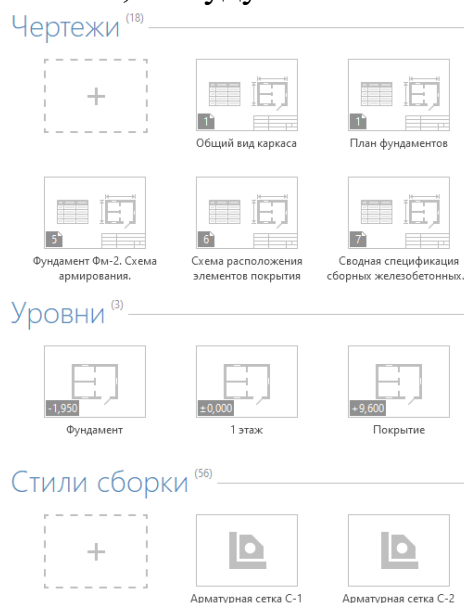 Чертежи (18)
1 1
Общий вид каркаса План фундаментов
5 6 7
Фундамент Фм-2. Схема армирования. Схема расположения элементов покрытия Сводная спецификация сборных железобетонных.
Уровни (3)
-1,950 ±0,000 +9,600
Фундамент 1 этаж Покрытие
Стили сборки (56)
Арматурная сетка С-1 Арматурная сетка С-2